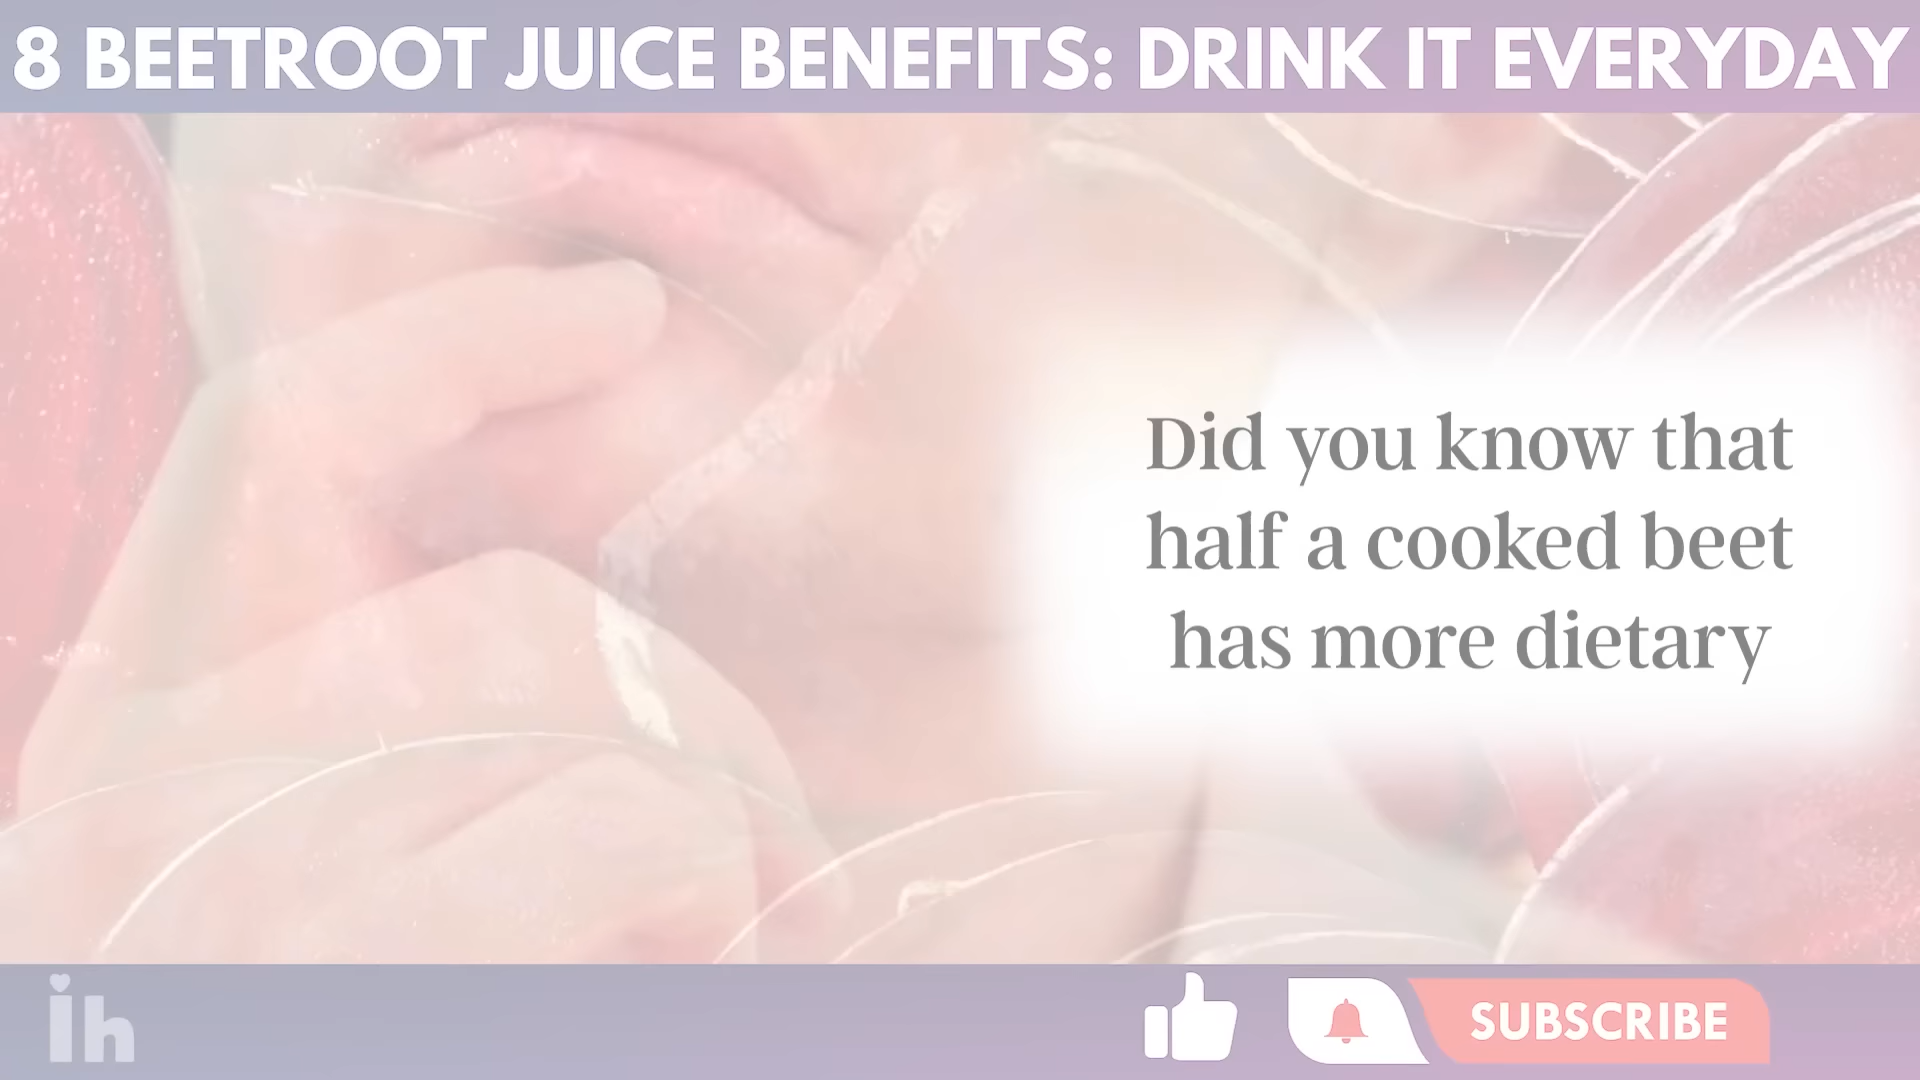 8 BEETROOT JUICE BENEFITS: DRINK IT EVERYDAY
Did you know that
half a cooked beet
has more dietary
ih
SUBSCRIBE